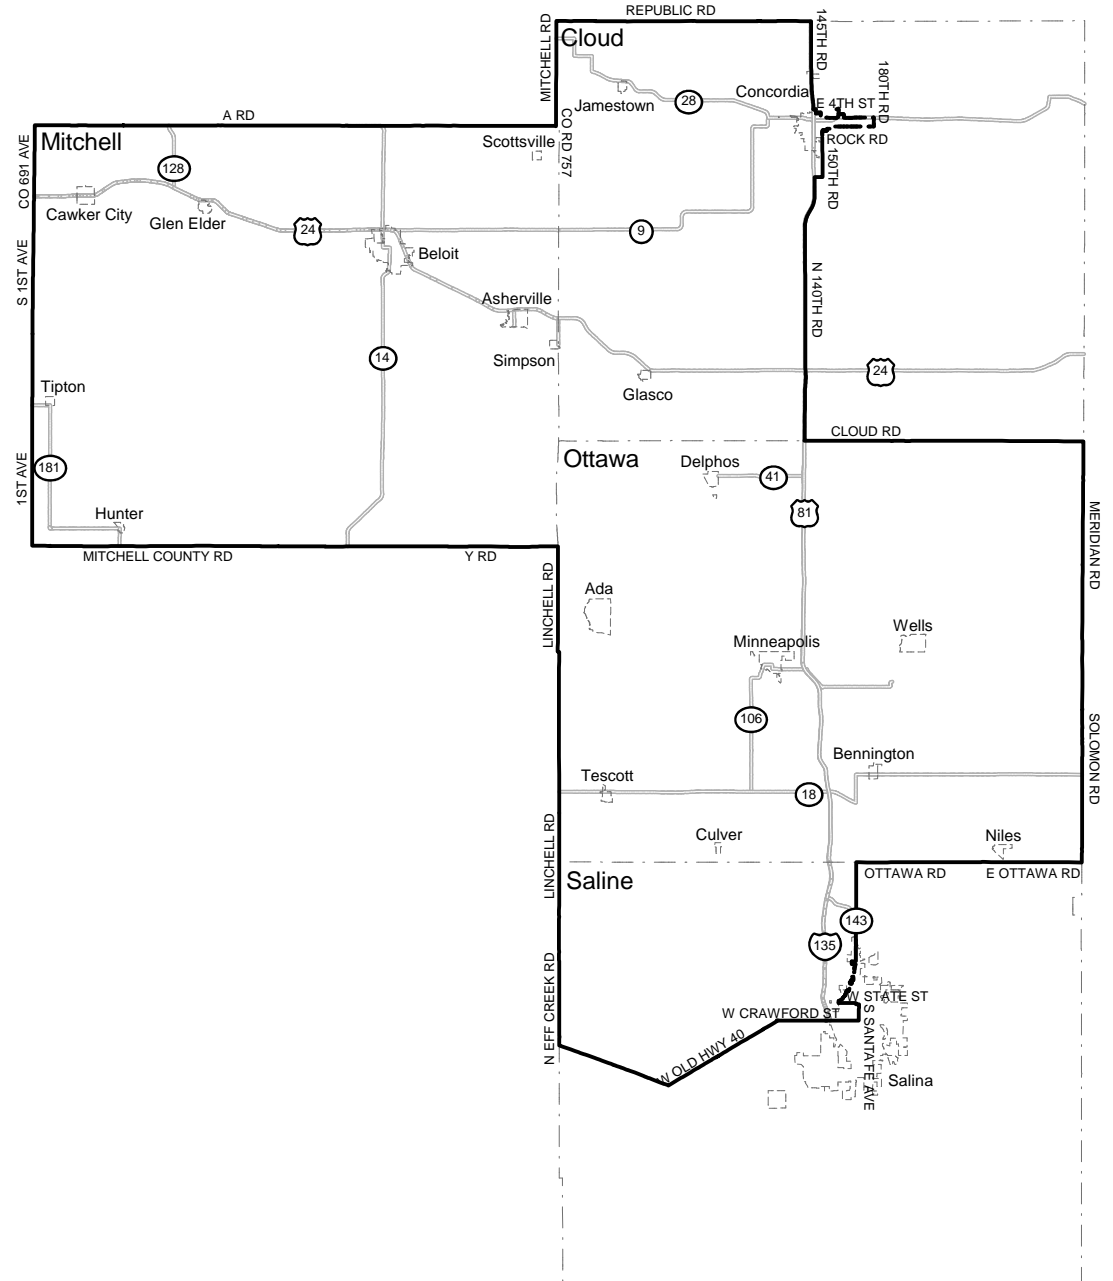 REPUBLIC RD
MITCHELL RD
Cloud
145TH RD
180TH RD
Concordia
E 4TH ST
Jamestown
28
A RD
CO RD 757
ROCK RD
150TH RD
Mitchell
Scottsville
CO 691 AVE
128
Cawker City
Glen Elder
24
9
Beloit
S 1ST AVE
N 140TH RD
Asherville
14
Simpson
24
Tipton
Glasco
CLOUD RD
Ottawa
Delphos
41
181
1ST AVE
81
Hunter
MERIDIAN RD
MITCHELL COUNTY RD
Y RD
LINCHELL RD
Ada
Wells
Minneapolis
106
SOLOMON RD
Bennington
Tescott
18
LINCHELL RD
Culver
Niles
Saline
OTTAWA RD
E OTTAWA RD
143
135
N EFF CREEK RD
W STATE ST
W CRAWFORD ST
S SANTA FE AVE
W OLD HWY 40
Salina